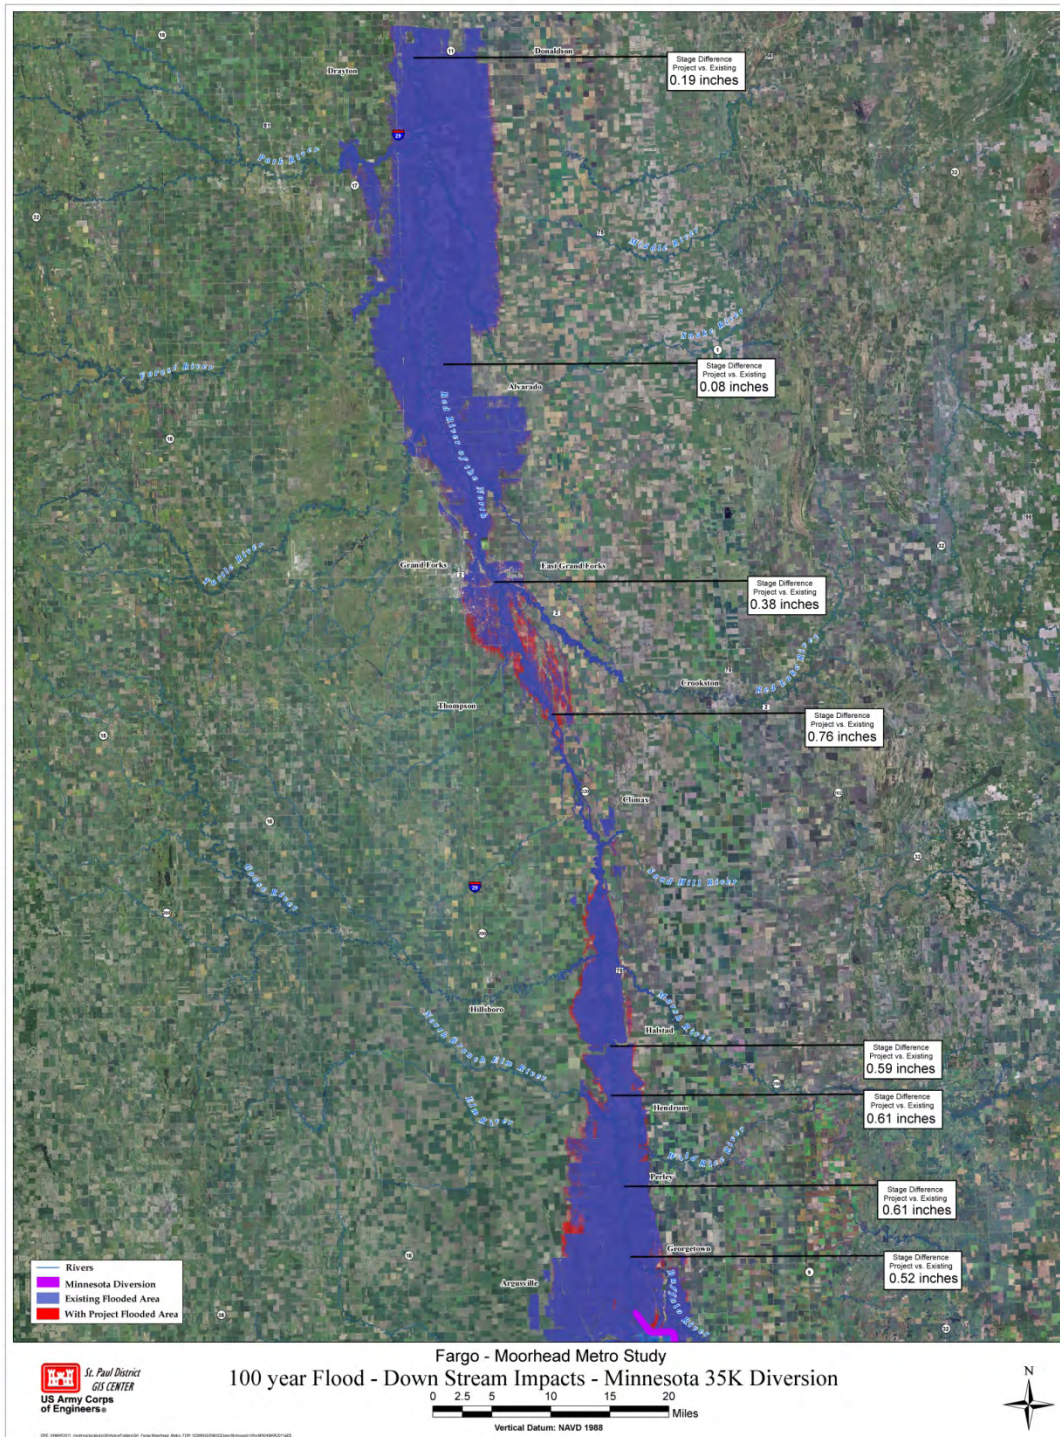 Donaldson
Drayton
Stage Difference
Project vs. Existing
0.19 inches
Park River
Middle River
Snake River
Stage Difference
Project vs. Existing
0.08 inches
Forest River
Alvarado
Red River of the North
Turtle River
Grand Forks
East Grand Forks
Stage Difference
Project vs. Existing
0.38 inches
Crookston
Red Lake River
Thompson
Stage Difference
Project vs. Existing
0.76 inches
Climax
Goose River
Sand Hill River
Hillsboro
Marsh River
Halstad
North Branch Elm River
Stage Difference
Project vs. Existing
0.59 inches
Elm River
Hendrum
Stage Difference
Project vs. Existing
0.61 inches
Wild Rice River
Perley
Stage Difference
Project vs. Existing
0.61 inches
Georgetown
Stage Difference
Project vs. Existing
0.52 inches
Argusville
Buffalo River
Rivers
Minnesota Diversion
Existing Flooded Area
With Project Flooded Area
St. Paul District
GIS CENTER
US Army Corps
of Engineers®
Fargo - Moorhead Metro Study
100 year Flood - Down Stream Impacts - Minnesota 35K Diversion
0 2.5 5 10 15 20
Miles
Vertical Datum: NAVD 1988
N